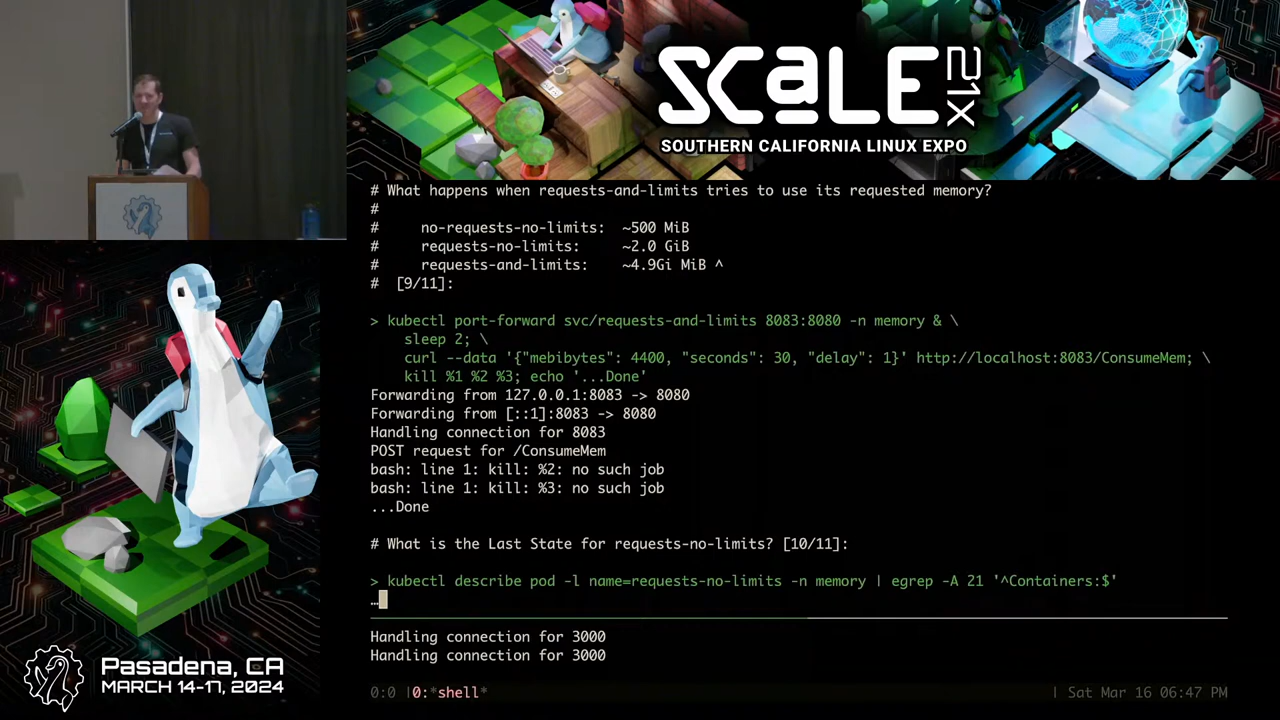 SCaLE 21X
SOUTHERN CALIFORNIA LINUX EXPO
# What happens when requests-and-limits tries to use its requested memory?
#
#     no-requests-no-limits:  ~500 MiB
#     requests-no-limits:     ~2.0 GiB
#     requests-and-limits:    ~4.9Gi MiB ^
#  [9/11]:
> kubectl port-forward svc/requests-and-limits 8083:8080 -n memory & \
    sleep 2; \
    curl --data '{"mebibytes": 4400, "seconds": 30, "delay": 1}' http://localhost:8083/ConsumeMem; \
    kill %1 %2 %3; echo '...Done'
Forwarding from 127.0.0.1:8083 -> 8080
Forwarding from [::1]:8083 -> 8080
Handling connection for 8083
POST request for /ConsumeMem
bash: line 1: kill: %2: no such job
bash: line 1: kill: %3: no such job
...Done
# What is the Last State for requests-no-limits? [10/11]:
> kubectl describe pod -l name=requests-no-limits -n memory | egrep -A 21 '^Containers:$'
…
Handling connection for 3000
Handling connection for 3000
0:0 |0:*shell*
| Sat Mar 16 06:47 PM
Pasadena, CA
MARCH 14-17, 2024